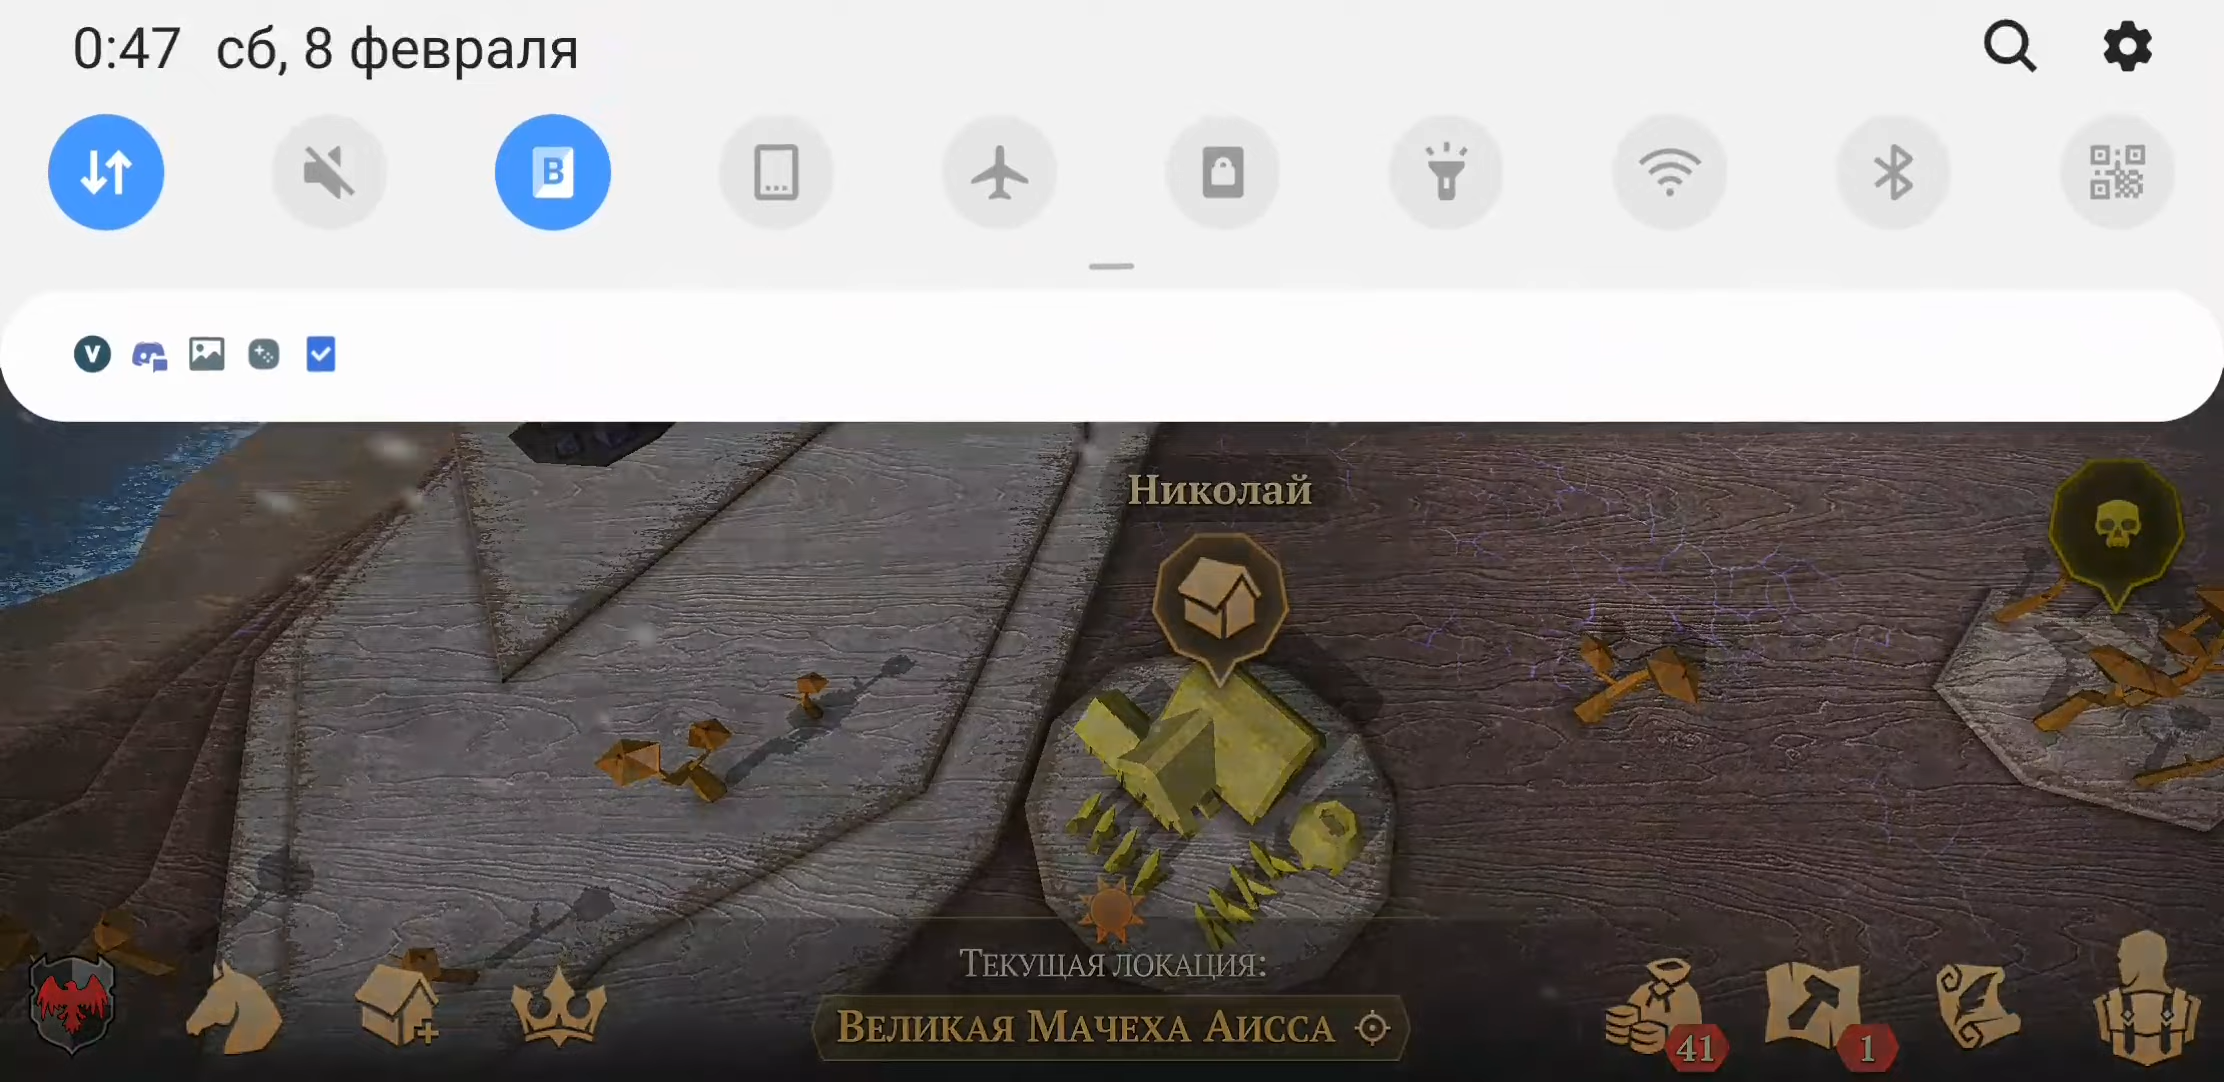 0:47 сб, 8 февраля
B
V
Николай
Текущая локация:
Великая Мачеха Аисса
41
1